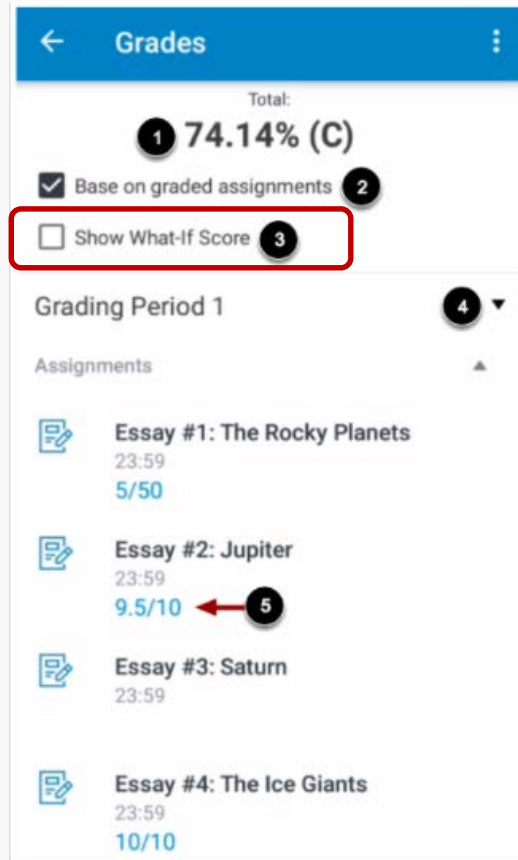 Grades
Total:
1 74.14% (C)
Base on graded assignments 2
Show What-If Score 3
Grading Period 1 4
Assignments
Essay #1: The Rocky Planets
23:59
5/50
Essay #2: Jupiter
23:59
9.5/10 5
Essay #3: Saturn
23:59
Essay #4: The Ice Giants
23:59
10/10